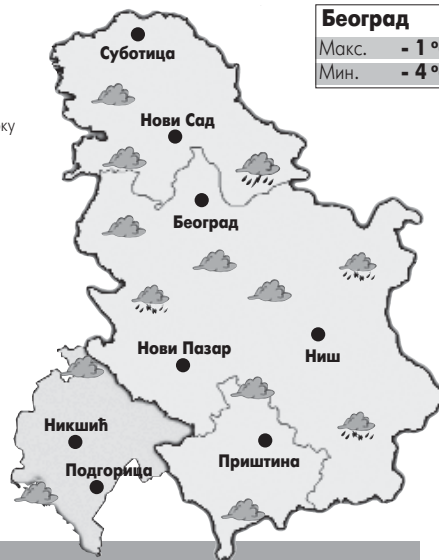 Београд
Макс. - 1°
Мин. - 4°
Суботица
Нови Сад
Београд
Нови Пазар
Ниш
Никшић
Подгорица
Приштина